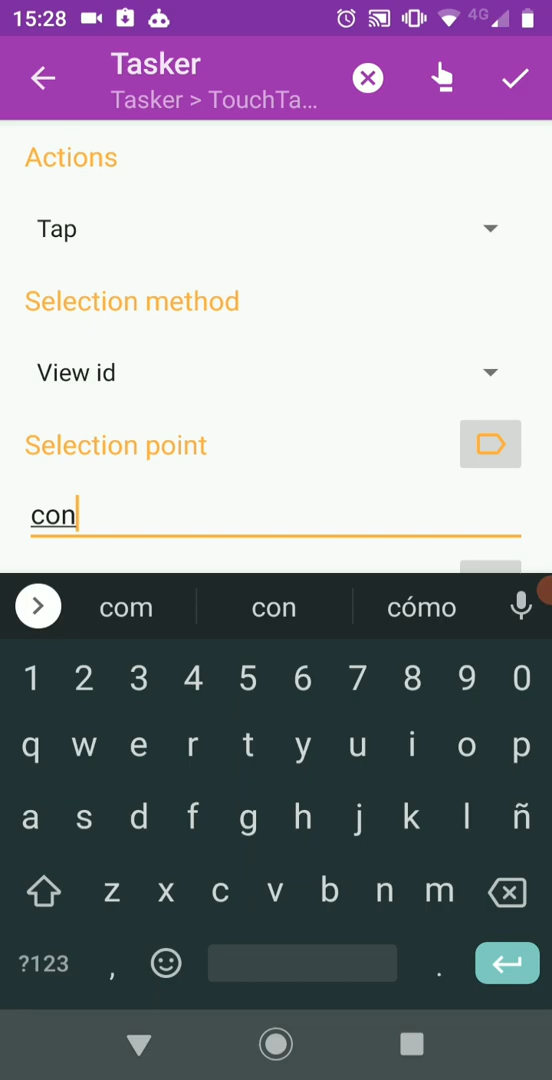 15:28 4G
Tasker
Tasker > TouchTa...
Actions
Tap
Selection method
View id
Selection point
con
com con cómo
1 2 3 4 5 6 7 8 9 0
q w e r t y u i o p
a s d f g h j k l ñ
z x c v b n m
?123 , .